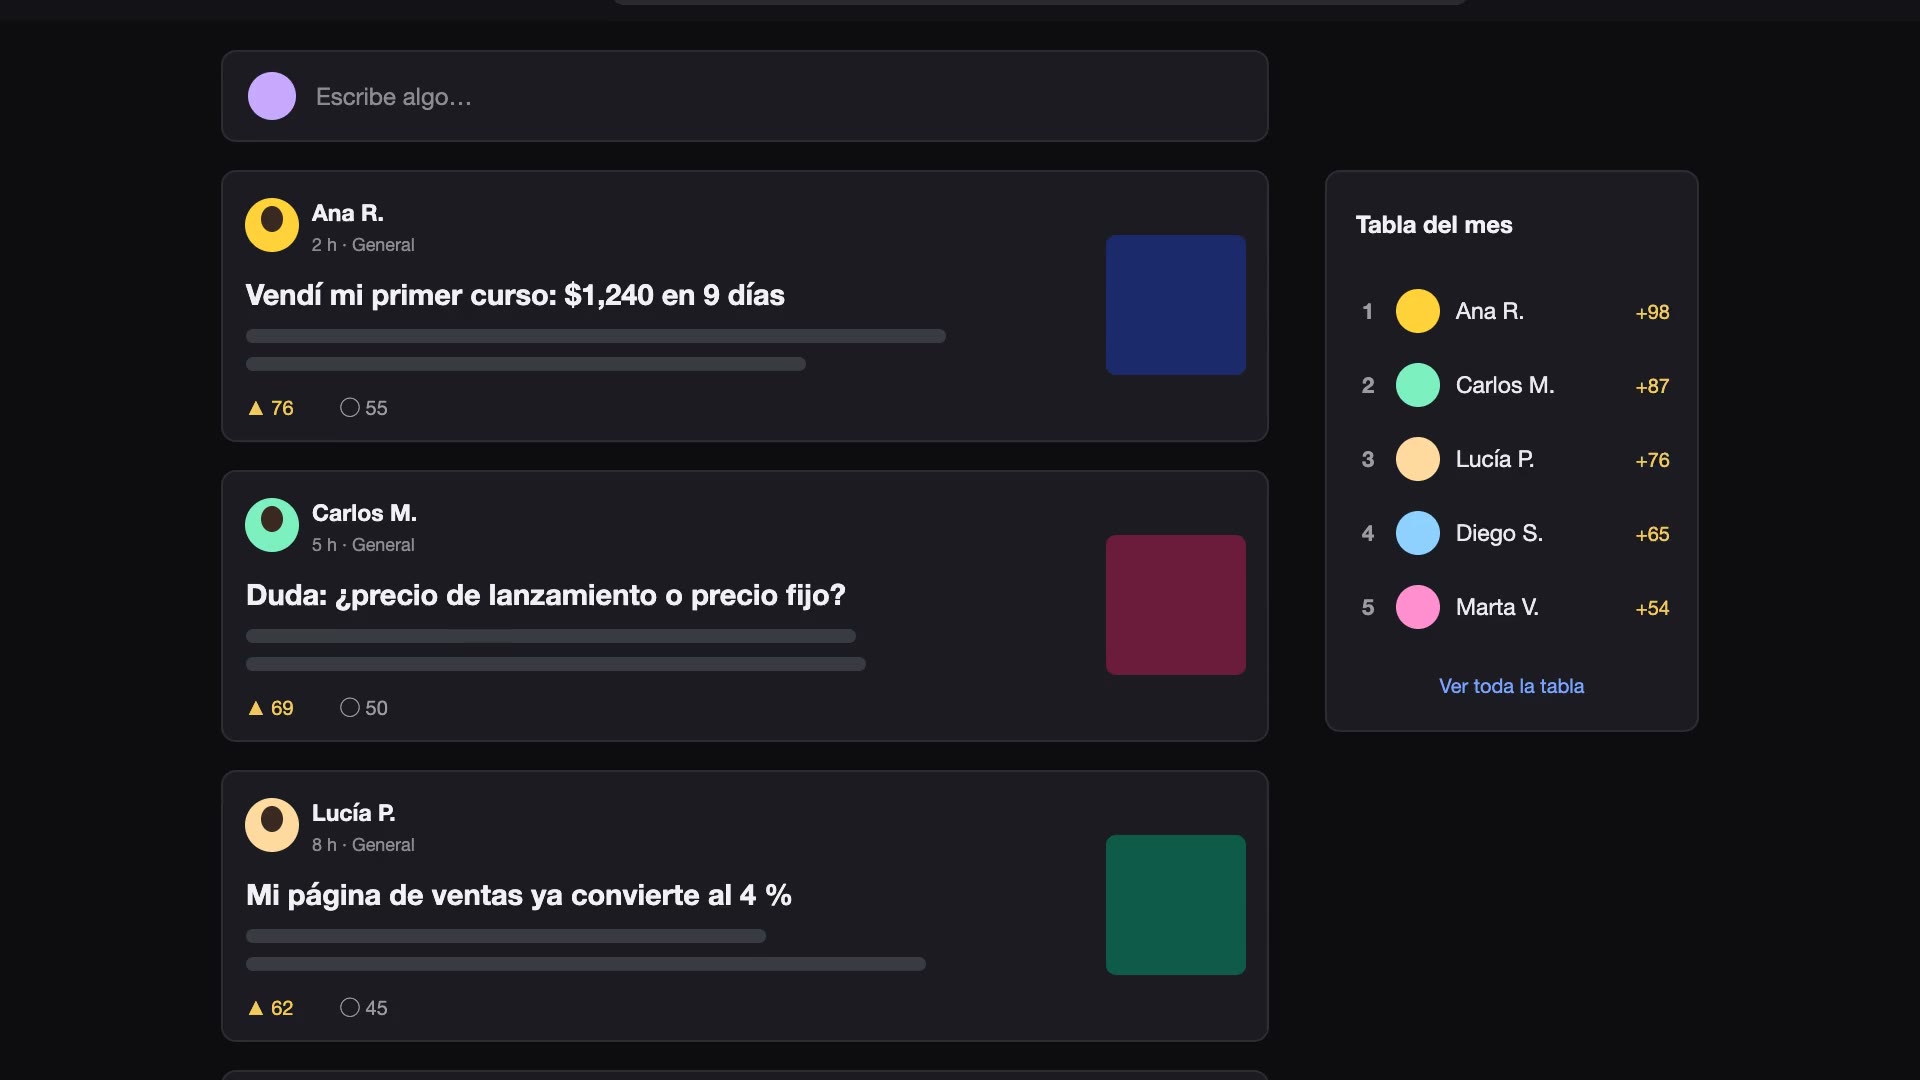 Escribe algo…
Ana R.
2 h · General
Vendí mi primer curso: $1,240 en 9 días
▲ 76 ◯ 55
Carlos M.
5 h · General
Duda: ¿precio de lanzamiento o precio fijo?
▲ 69 ◯ 50
Lucía P.
8 h · General
Mi página de ventas ya convierte al 4 %
▲ 62 ◯ 45
Tabla del mes
1 Ana R. +98
2 Carlos M. +87
3 Lucía P. +76
4 Diego S. +65
5 Marta V. +54
Ver toda la tabla